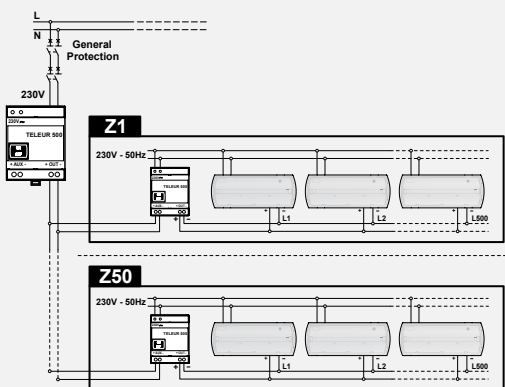 L
N
General
Protection
230V
230V
TELEUR 500
+ AUX -
+ OUT -
Z1
230V - 50Hz
TELEUR 500
+ -
+ - L1
+ - L2
+ - L500
Z50
230V - 50Hz
TELEUR 500
+ -
+ - L1
+ - L2
+ - L500